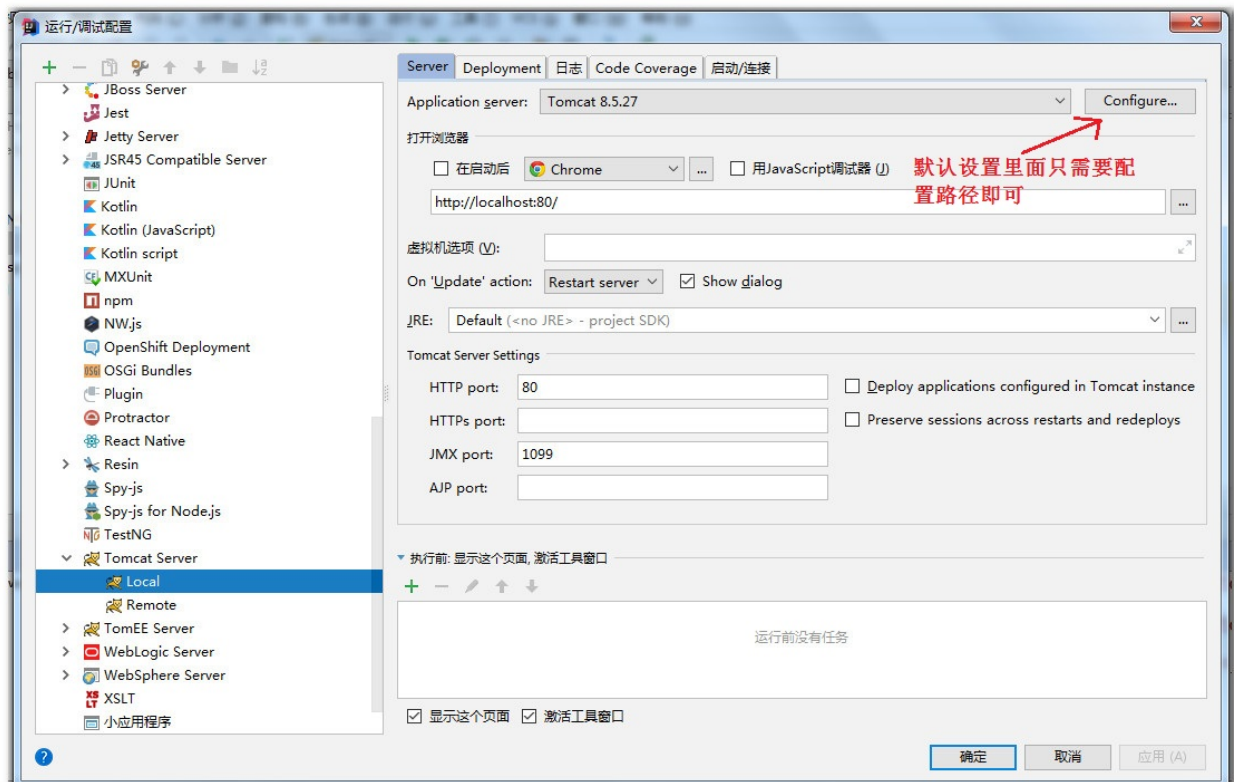 运行/调试配置
JBoss Server
Jest
Jetty Server
JSR45 Compatible Server
JUnit
Kotlin
Kotlin (JavaScript)
Kotlin script
MXUnit
npm
NW.js
OpenShift Deployment
OSGi Bundles
Plugin
Protractor
React Native
Resin
Spy-js
Spy-js for Node.js
TestNG
Tomcat Server
Local
Remote
TomEE Server
WebLogic Server
WebSphere Server
XSLT
小应用程序
Server Deployment 日志 Code Coverage 启动/连接
Application server: Tomcat 8.5.27 Configure...
打开浏览器
在启动后 Chrome ... 用JavaScript调试器 (J)
默认设置里面只需要配
置路径即可
http://localhost:80/ ...
虚拟机选项 (V):
On 'Update' action: Restart server Show dialog
JRE: Default (<no JRE> - project SDK) ...
Tomcat Server Settings
HTTP port: 80 Deploy applications configured in Tomcat instance
HTTPs port: Preserve sessions across restarts and redeploys
JMX port: 1099
AJP port:
执行前: 显示这个页面, 激活工具窗口
运行前没有任务
显示这个页面 激活工具窗口
确定 取消 应用 (A)